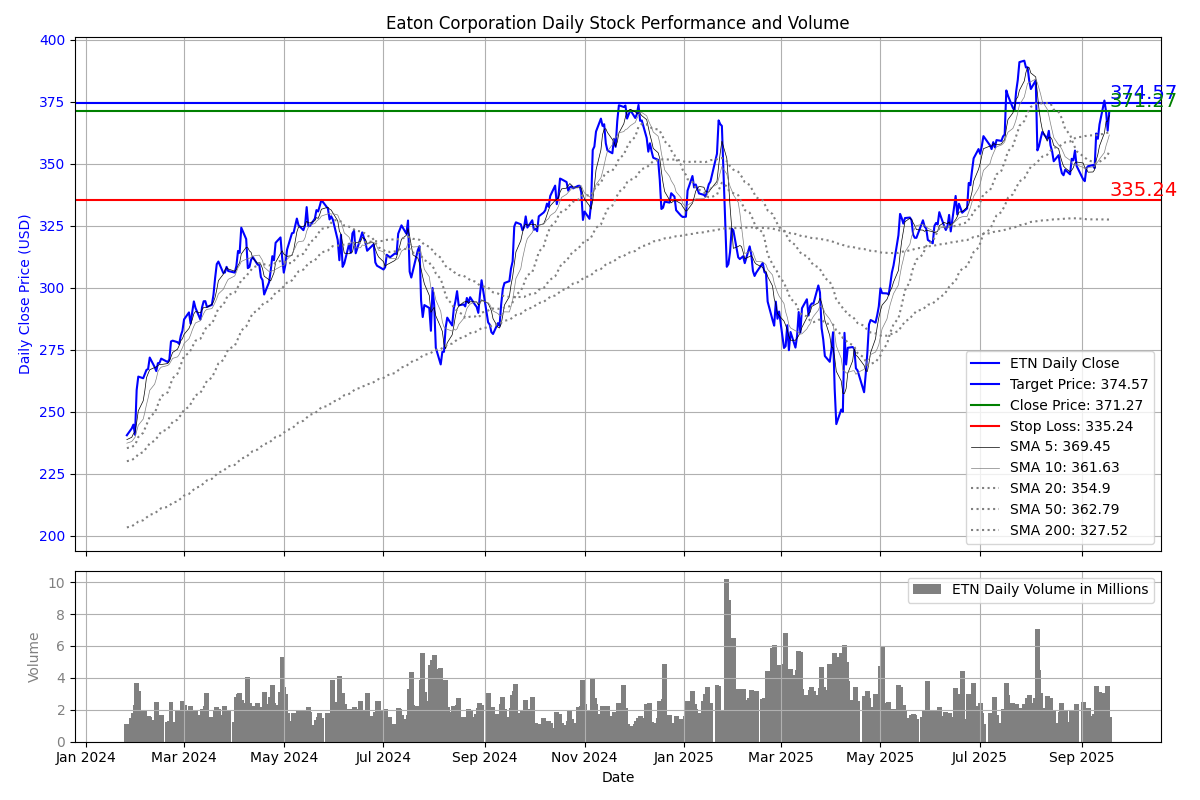 Eaton Corporation Daily Stock Performance and Volume
400
375
350
325
300
275
250
225
200
Daily Close Price (USD)
374.57
371.27
335.24
ETN Daily Close
Target Price: 374.57
Close Price: 371.27
Stop Loss: 335.24
SMA 5: 369.45
SMA 10: 361.63
SMA 20: 354.9
SMA 50: 362.79
SMA 200: 327.52
10
8
6
4
2
0
Volume
ETN Daily Volume in Millions
Jan 2024
Mar 2024
May 2024
Jul 2024
Sep 2024
Nov 2024
Jan 2025
Mar 2025
May 2025
Jul 2025
Sep 2025
Date